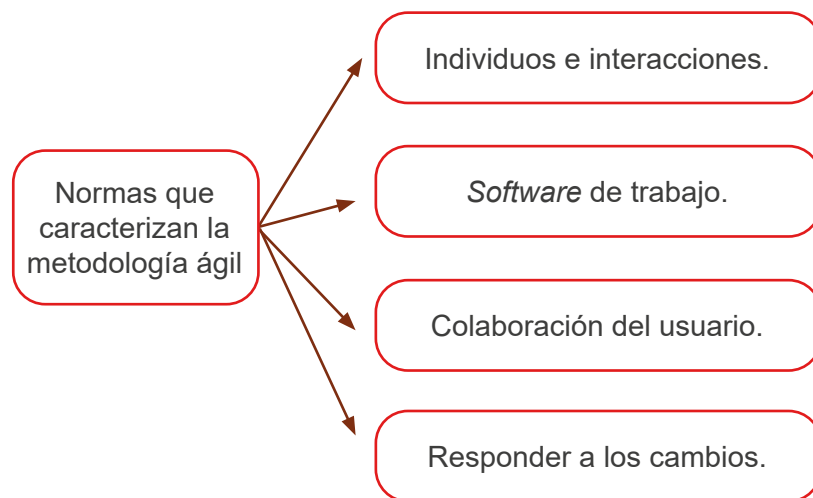 Normas que
caracterizan la
metodología ágil
Individuos e interacciones.
Software de trabajo.
Colaboración del usuario.
Responder a los cambios.